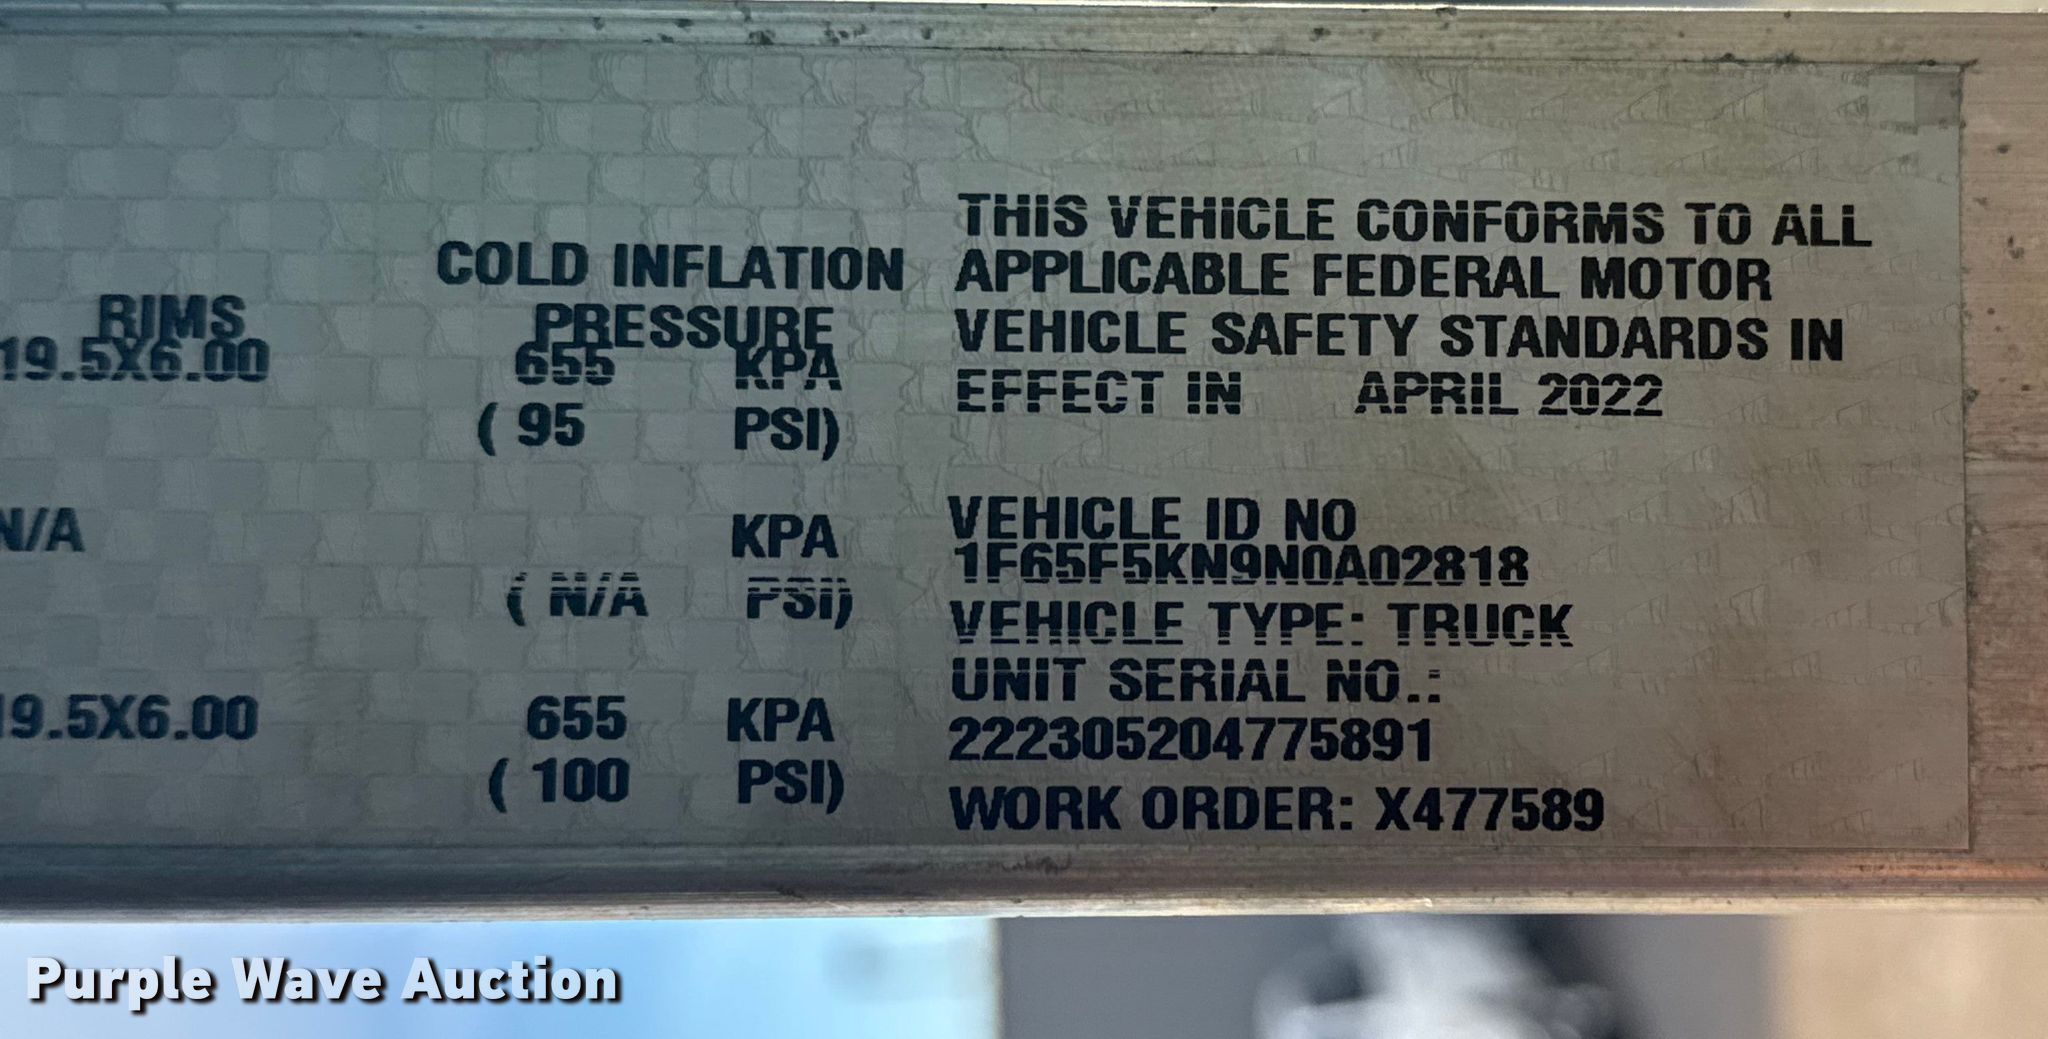 RIMS
19.5X6.00
N/A
19.5X6.00
COLD INFLATION
PRESSURE
655 KPA
( 95 PSI)
KPA
( N/A PSI)
655 KPA
( 100 PSI)
THIS VEHICLE CONFORMS TO ALL
APPLICABLE FEDERAL MOTOR
VEHICLE SAFETY STANDARDS IN
EFFECT IN APRIL 2022
VEHICLE ID NO
1F65F5KN9N0A02818
VEHICLE TYPE: TRUCK
UNIT SERIAL NO.:
222305204775891
WORK ORDER: X477589
Purple Wave Auction